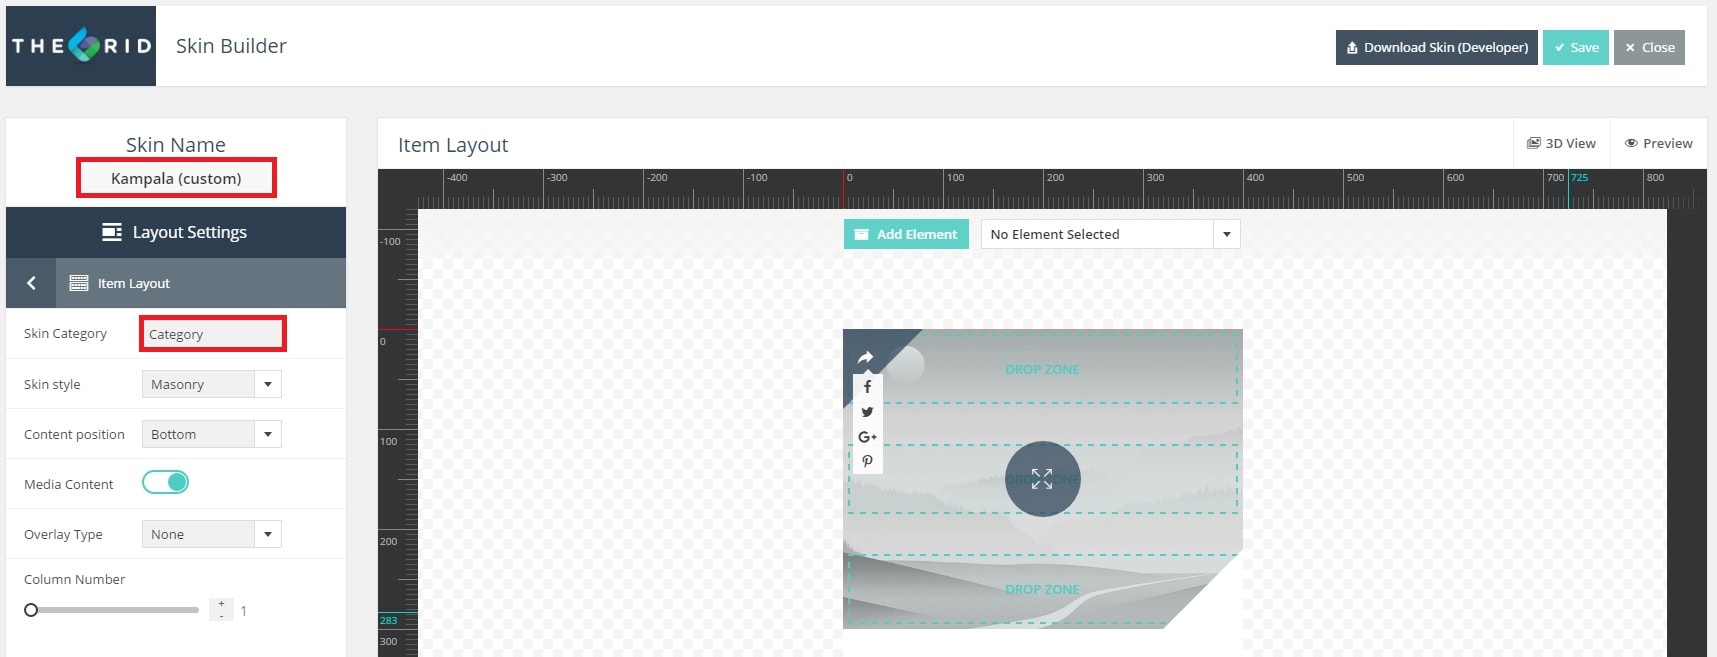 THE GRID
Skin Builder
Download Skin (Developer)
Save
Close
Skin Name
Kampala (custom)
Layout Settings
Item Layout
Skin Category
Category
Skin style
Masonry
Content position
Bottom
Media Content
Overlay Type
None
Column Number
+
-
1
Item Layout
3D View
Preview
-400 -300 -200 -100 0 100 200 300 400 500 600 700 725 800
-100
0
100
200
283
300
Add Element
No Element Selected
DROP ZONE
G+
DROP ZONE
DROP ZONE